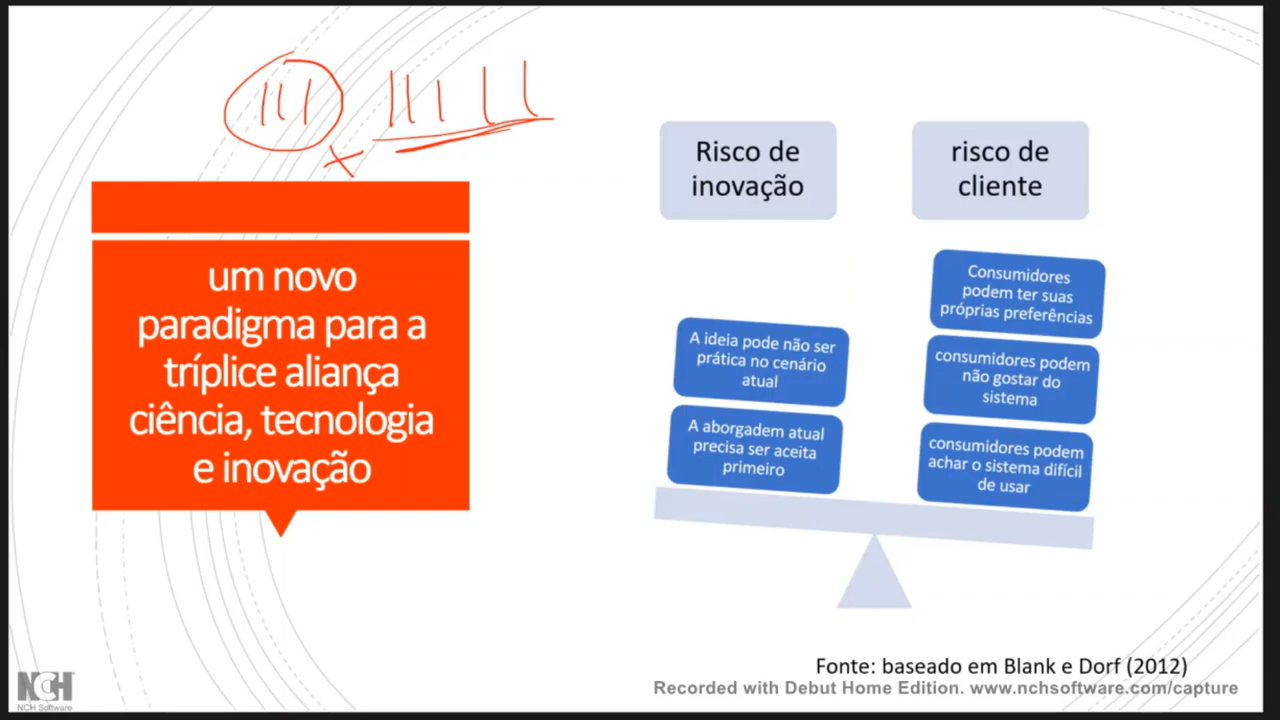 um novo
paradigma para a
tríplice aliança
ciência, tecnologia
e inovação
Risco de
inovação
A ideia pode não ser
prática no cenário
atual
A aborgadem atual
precisa ser aceita
primeiro
risco de
cliente
Consumidores
podem ter suas
próprias preferências
consumidores podem
não gostar do
sistema
consumidores podem
achar o sistema difícil
de usar
Fonte: baseado em Blank e Dorf (2012)
Recorded with Debut Home Edition. www.nchsoftware.com/capture
NCH
NCH Software